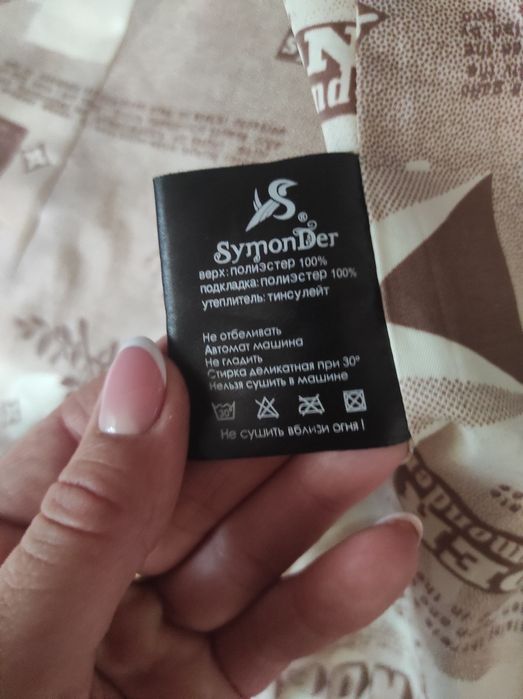 S®
SymonDer
верх: полиэстер 100%
подкладка: полиэстер 100%
утеплитель: тинсулейт
Не отбеливать
Автомат машина
Не гладить
Стирка деликатная при 30°
Нельзя сушить в машине
30°
Не сушить вблизи огня !